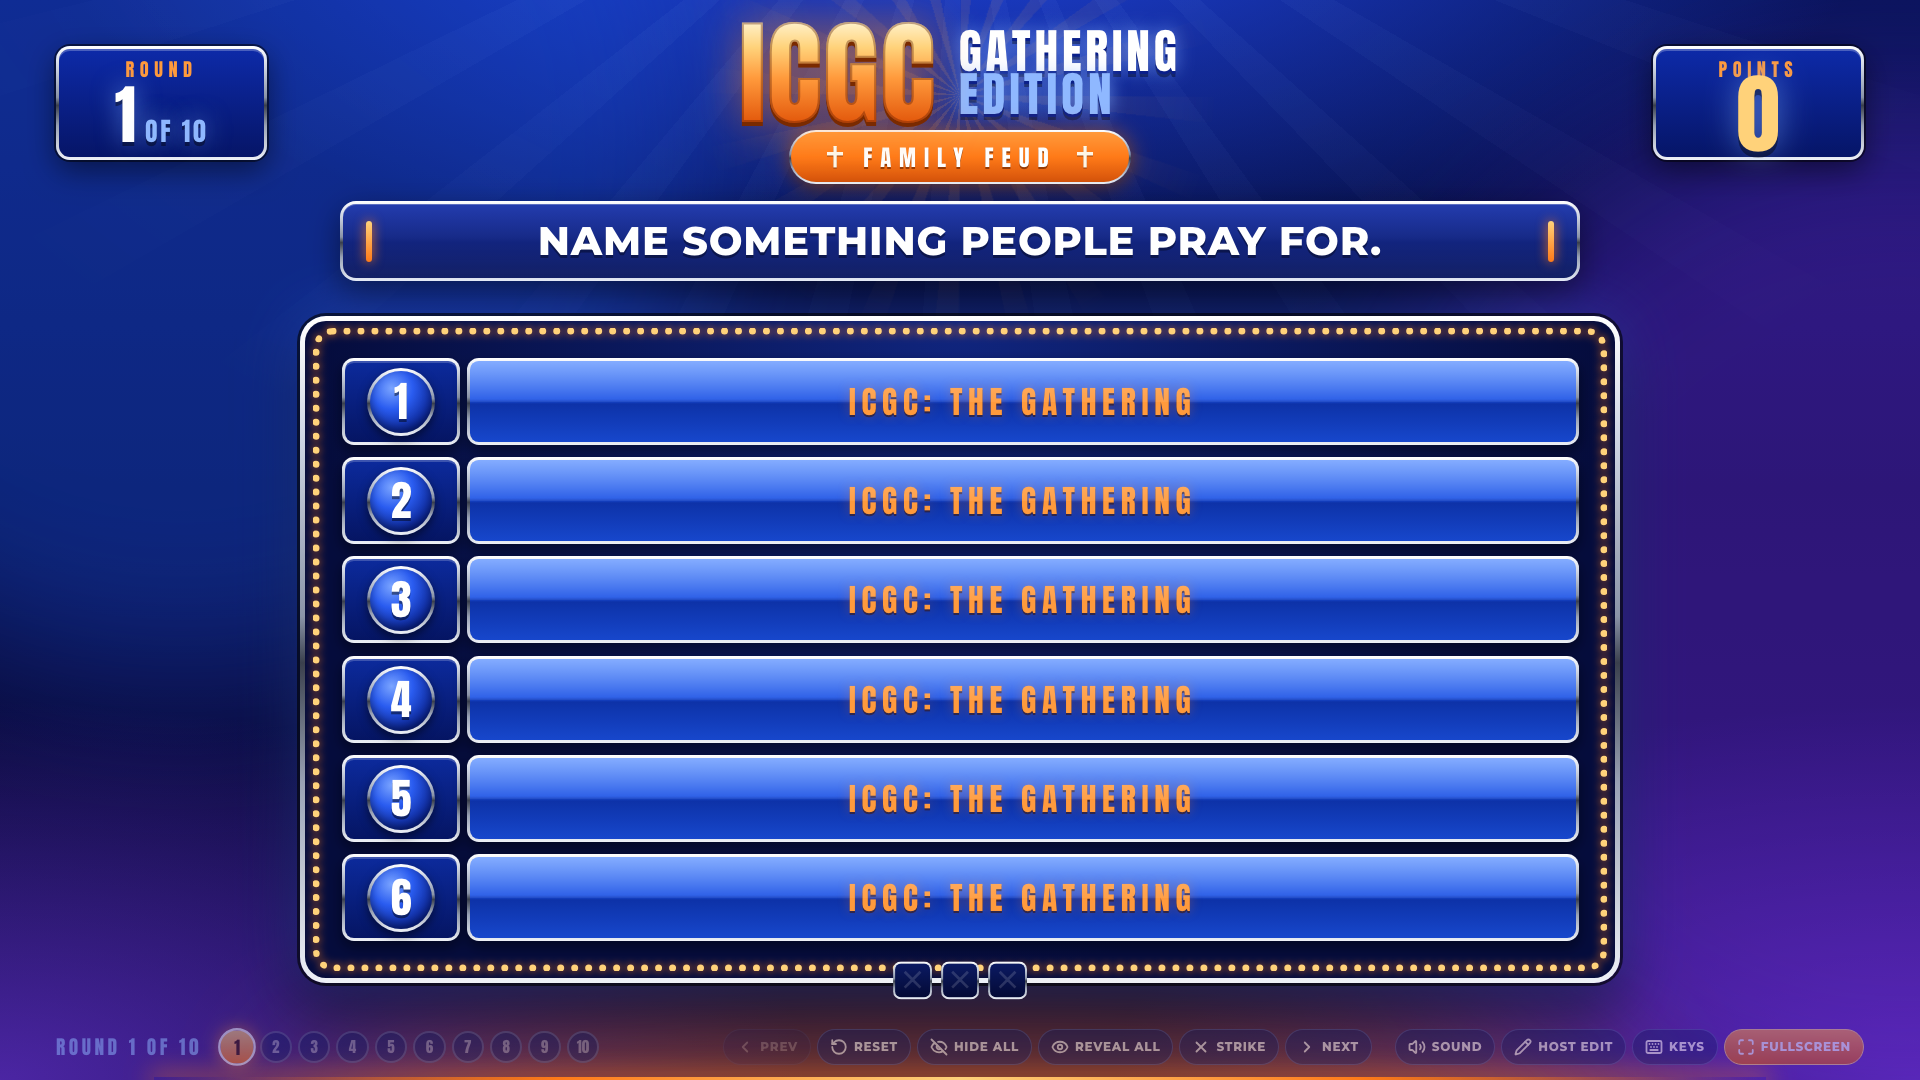 ROUND
1 OF 10
ICGC
GATHERING
EDITION
✝ FAMILY FEUD ✝
POINTS
0
NAME SOMETHING PEOPLE PRAY FOR.
1 ICGC: THE GATHERING
2 ICGC: THE GATHERING
3 ICGC: THE GATHERING
4 ICGC: THE GATHERING
5 ICGC: THE GATHERING
6 ICGC: THE GATHERING
ROUND 1 OF 10 1 2 3 4 5 6 7 8 9 10 PREV RESET HIDE ALL REVEAL ALL STRIKE NEXT SOUND HOST EDIT KEYS FULLSCREEN